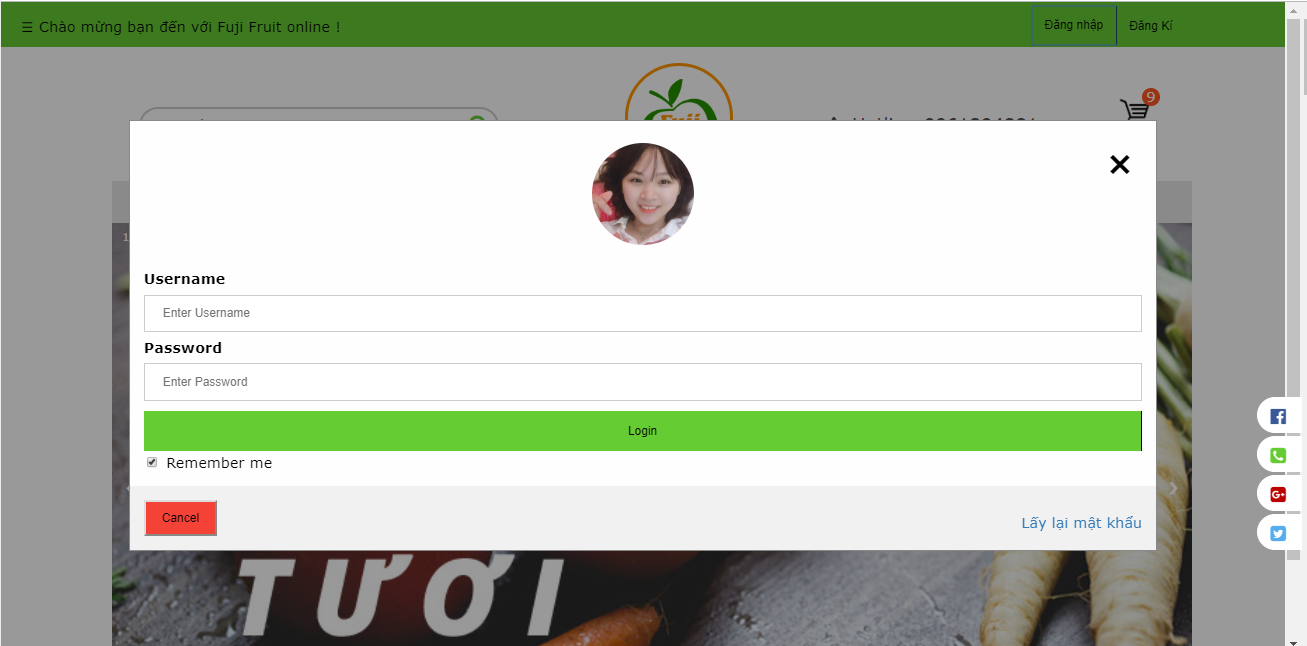 ☰ Chào mừng bạn đến với Fuji Fruit online !
Đăng nhập
Đăng Kí
9
Fuji
Username
Enter Username
Password
Enter Password
Login
Remember me
Cancel
Lấy lại mật khẩu
TƯƠI